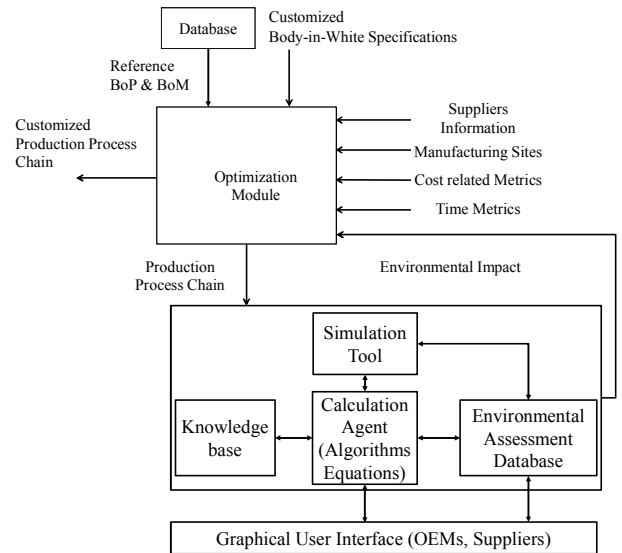 Database
Customized
Body-in-White Specifications
Reference
BoP & BoM
Customized
Production Process
Chain
Optimization
Module
Suppliers
Information
Manufacturing Sites
Cost related Metrics
Time Metrics
Production
Process Chain
Environmental Impact
Simulation
Tool
Knowledge
base
Calculation
Agent
(Algorithms
Equations)
Environmental
Assessment
Database
Graphical User Interface (OEMs, Suppliers)